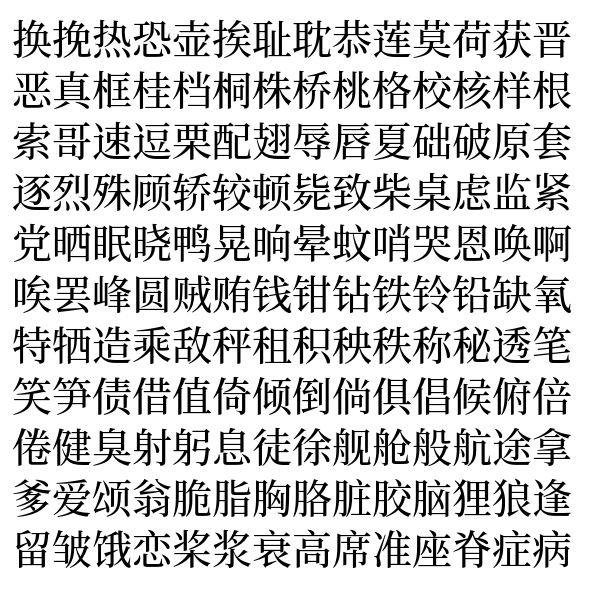 换挽热恐壶挨耻耽恭莲莫荷获晋
恶真框桂档桐株桥桃格校核样根
索哥速逗栗配翅辱唇夏础破原套
逐烈殊顾轿较顿毙致柴桌虑监紧
党晒眠晓鸭晃晌晕蚊哨哭恩唤啊
唉罢峰圆贼贿钱钳钻铁铃铅缺氧
特牺造乘敌秤租积秧秩称秘透笔
笑笋债借值倚倾倒倘俱倡候俯倍
倦健臭射躬息徒徐舰舱般航途拿
爹爱颂翁脆脂胸胳脏胶脑狸狼逢
留皱饿恋桨浆衰高席准座脊症病